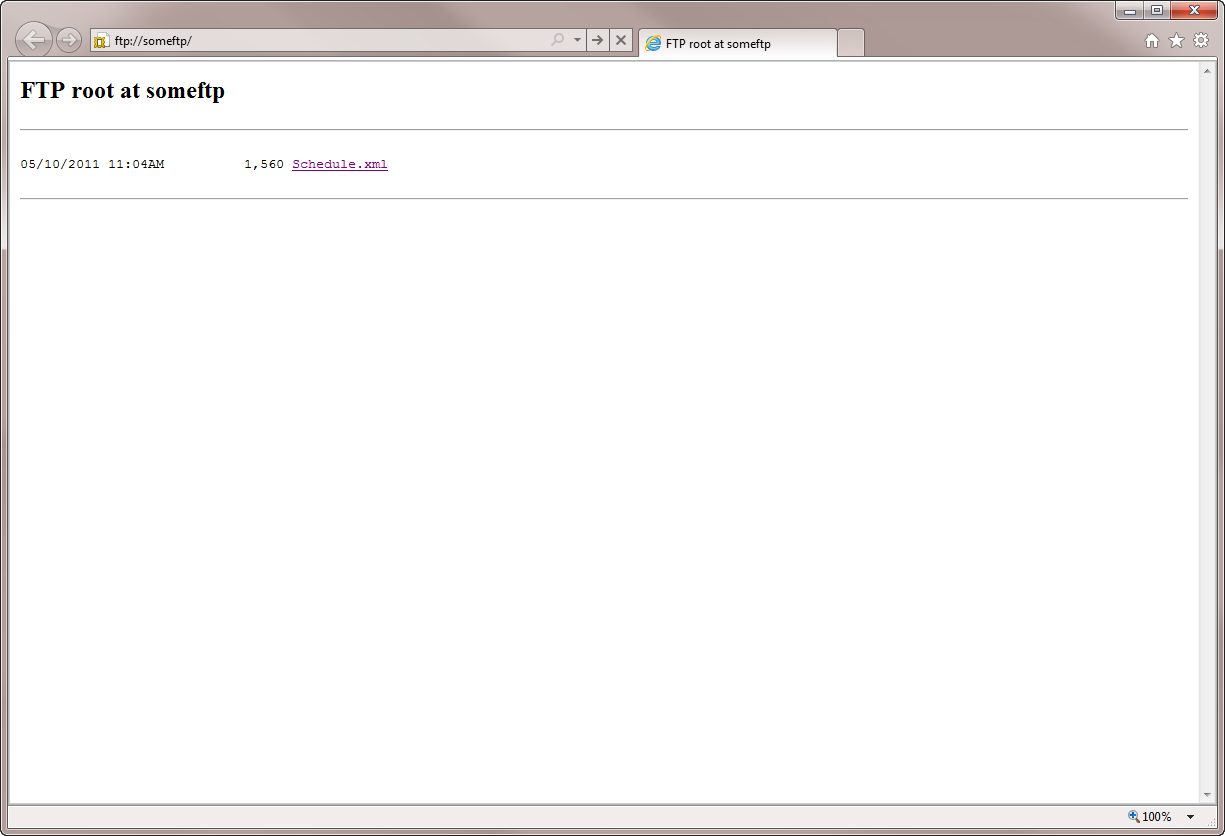 ftp://someftp/
FTP root at someftp
FTP root at someftp
05/10/2011 11:04AM 1,560 Schedule.xml
100%